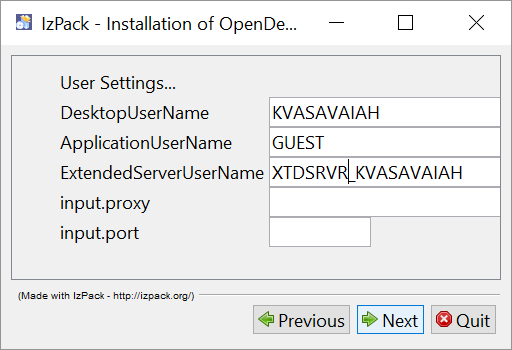 IzPack - Installation of OpenDe...
User Settings...
DesktopUserName KVASAVAIAH
ApplicationUserName GUEST
ExtendedServerUserName XTDSRVR_KVASAVAIAH
input.proxy
input.port
(Made with IzPack - http://izpack.org/)
Previous Next Quit